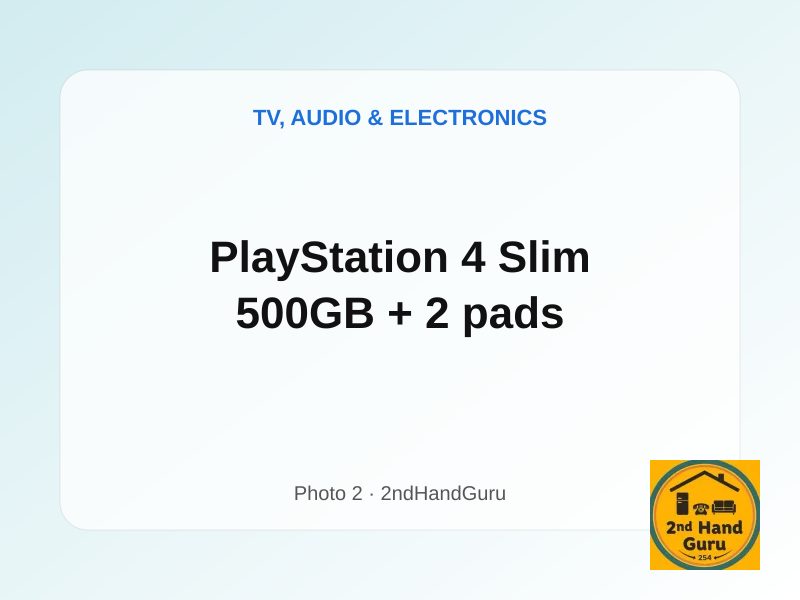 TV, AUDIO & ELECTRONICS
PlayStation 4 Slim
500GB + 2 pads
Photo 2 · 2ndHandGuru
2nd Hand
Guru
254